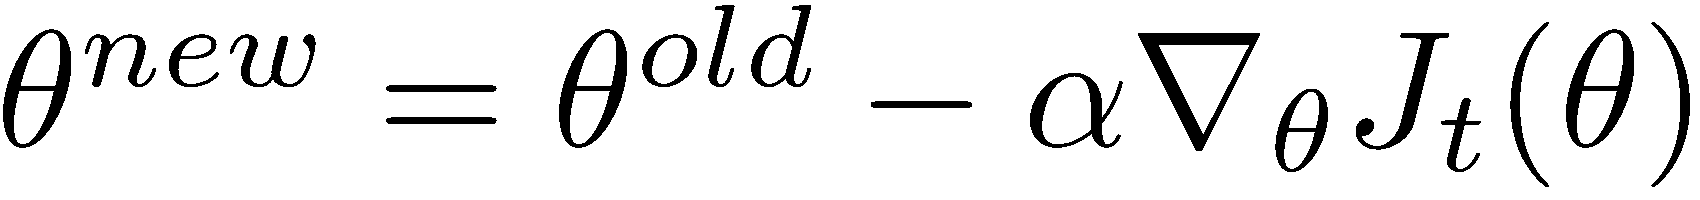 θ^{new} = θ^{old} − α∇_θ J_t(θ)